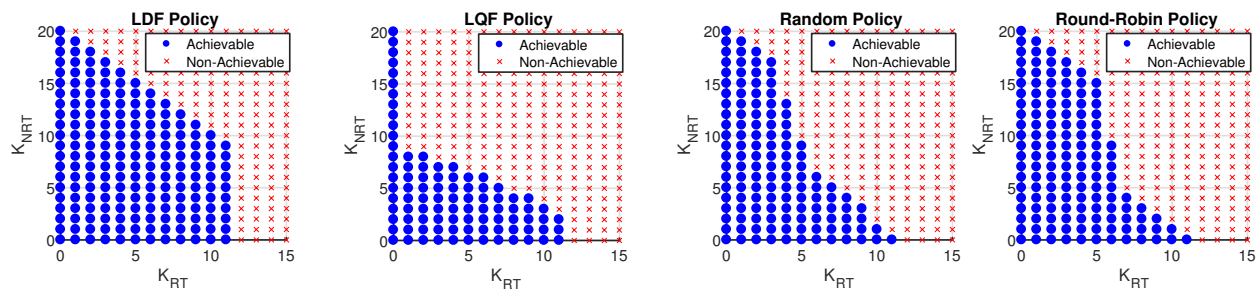 LDF Policy
20
15
10
5
0
K_NRT
0 5 10 15
K_RT
Achievable
Non-Achievable
LQF Policy
20
15
10
5
0
K_NRT
0 5 10 15
K_RT
Achievable
Non-Achievable
Random Policy
20
15
10
5
0
K_NRT
0 5 10 15
K_RT
Achievable
Non-Achievable
Round-Robin Policy
20
15
10
5
0
K_NRT
0 5 10 15
K_RT
Achievable
Non-Achievable